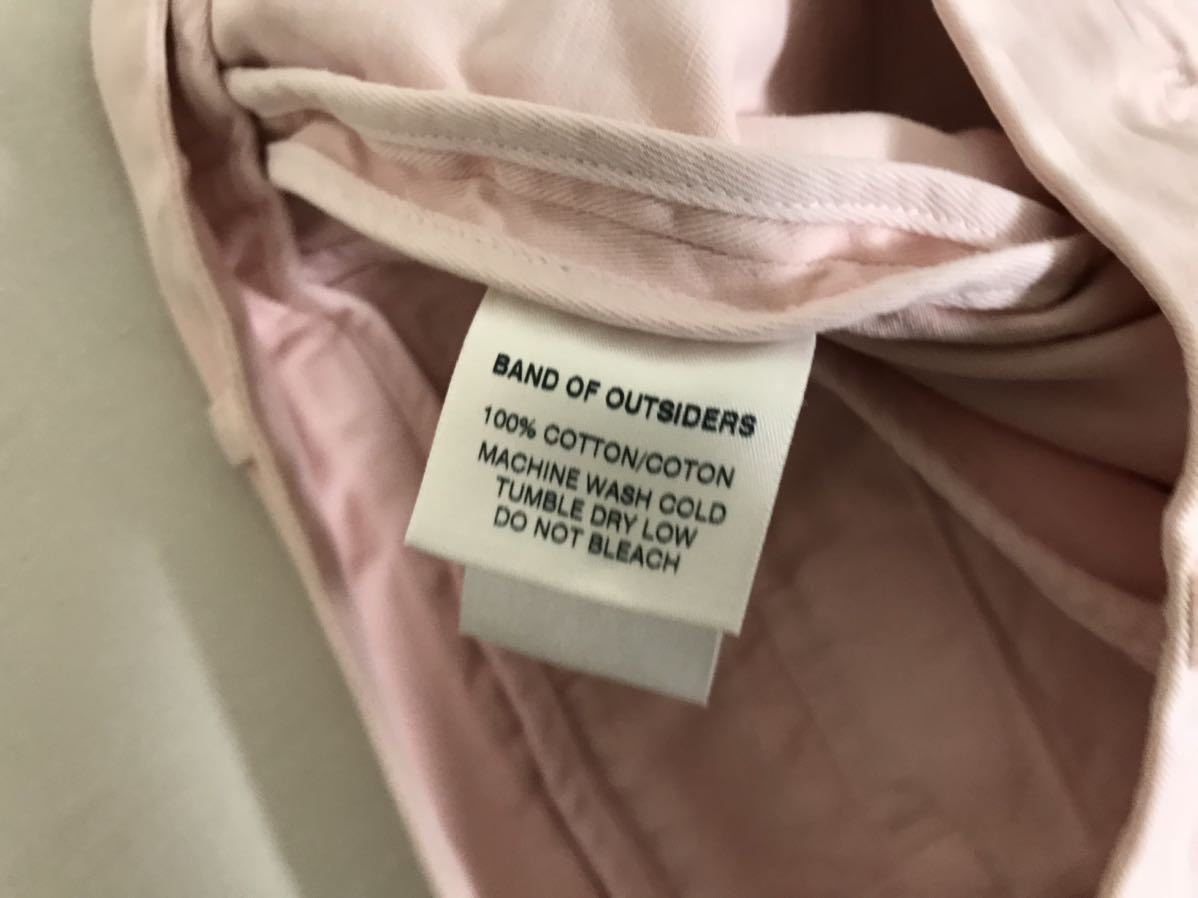 BAND OF OUTSIDERS
100% COTTON/COTON
MACHINE WASH COLD
TUMBLE DRY LOW
DO NOT BLEACH